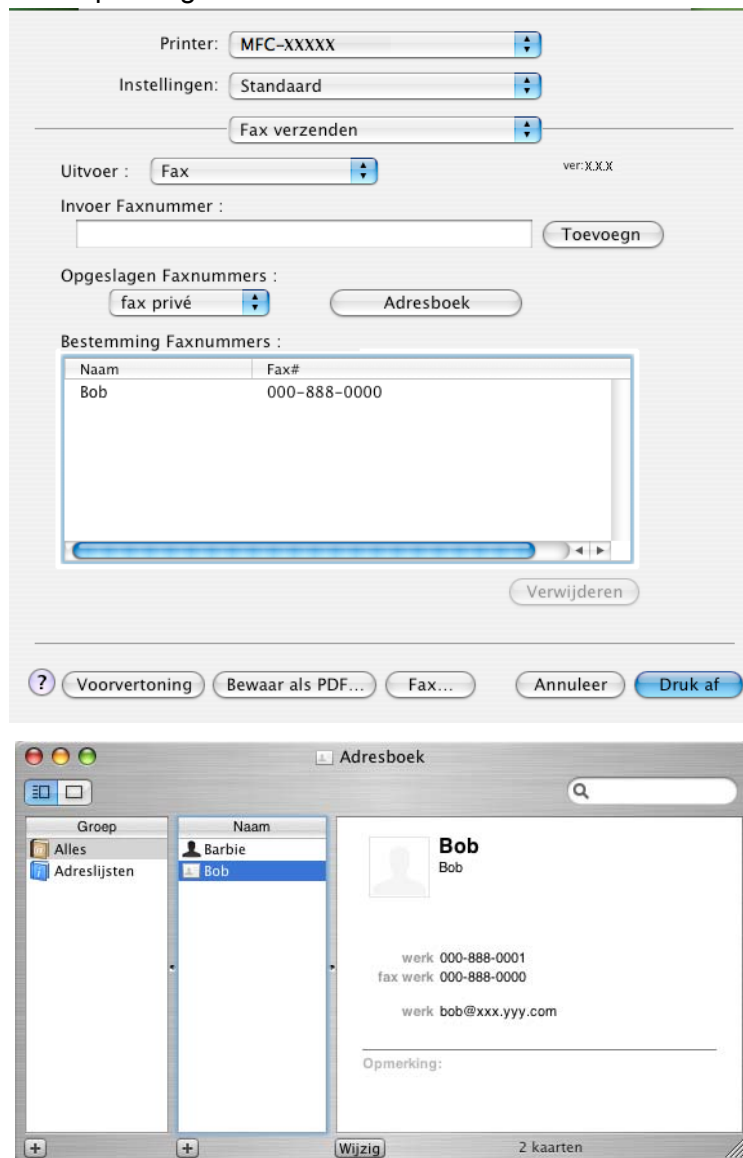 Printer: MFC-XXXXX
Instellingen: Standaard
Fax verzenden
Uitvoer : Fax ver:X.X.X
Invoer Faxnummer :
Toevoegn
Opgeslagen Faxnummers :
fax privé Adresboek
Bestemming Faxnummers :
Naam Fax#
Bob 000-888-0000
Verwijderen
? Voorvertoning Bewaar als PDF... Fax... Annuleer Druk af
Adresboek
Groep Naam
Alles Barbie
Adreslijsten Bob
Bob
Bob
werk 000-888-0001
fax werk 000-888-0000
werk bob@xxx.yyy.com
Opmerking:
+ + Wijzig 2 kaarten